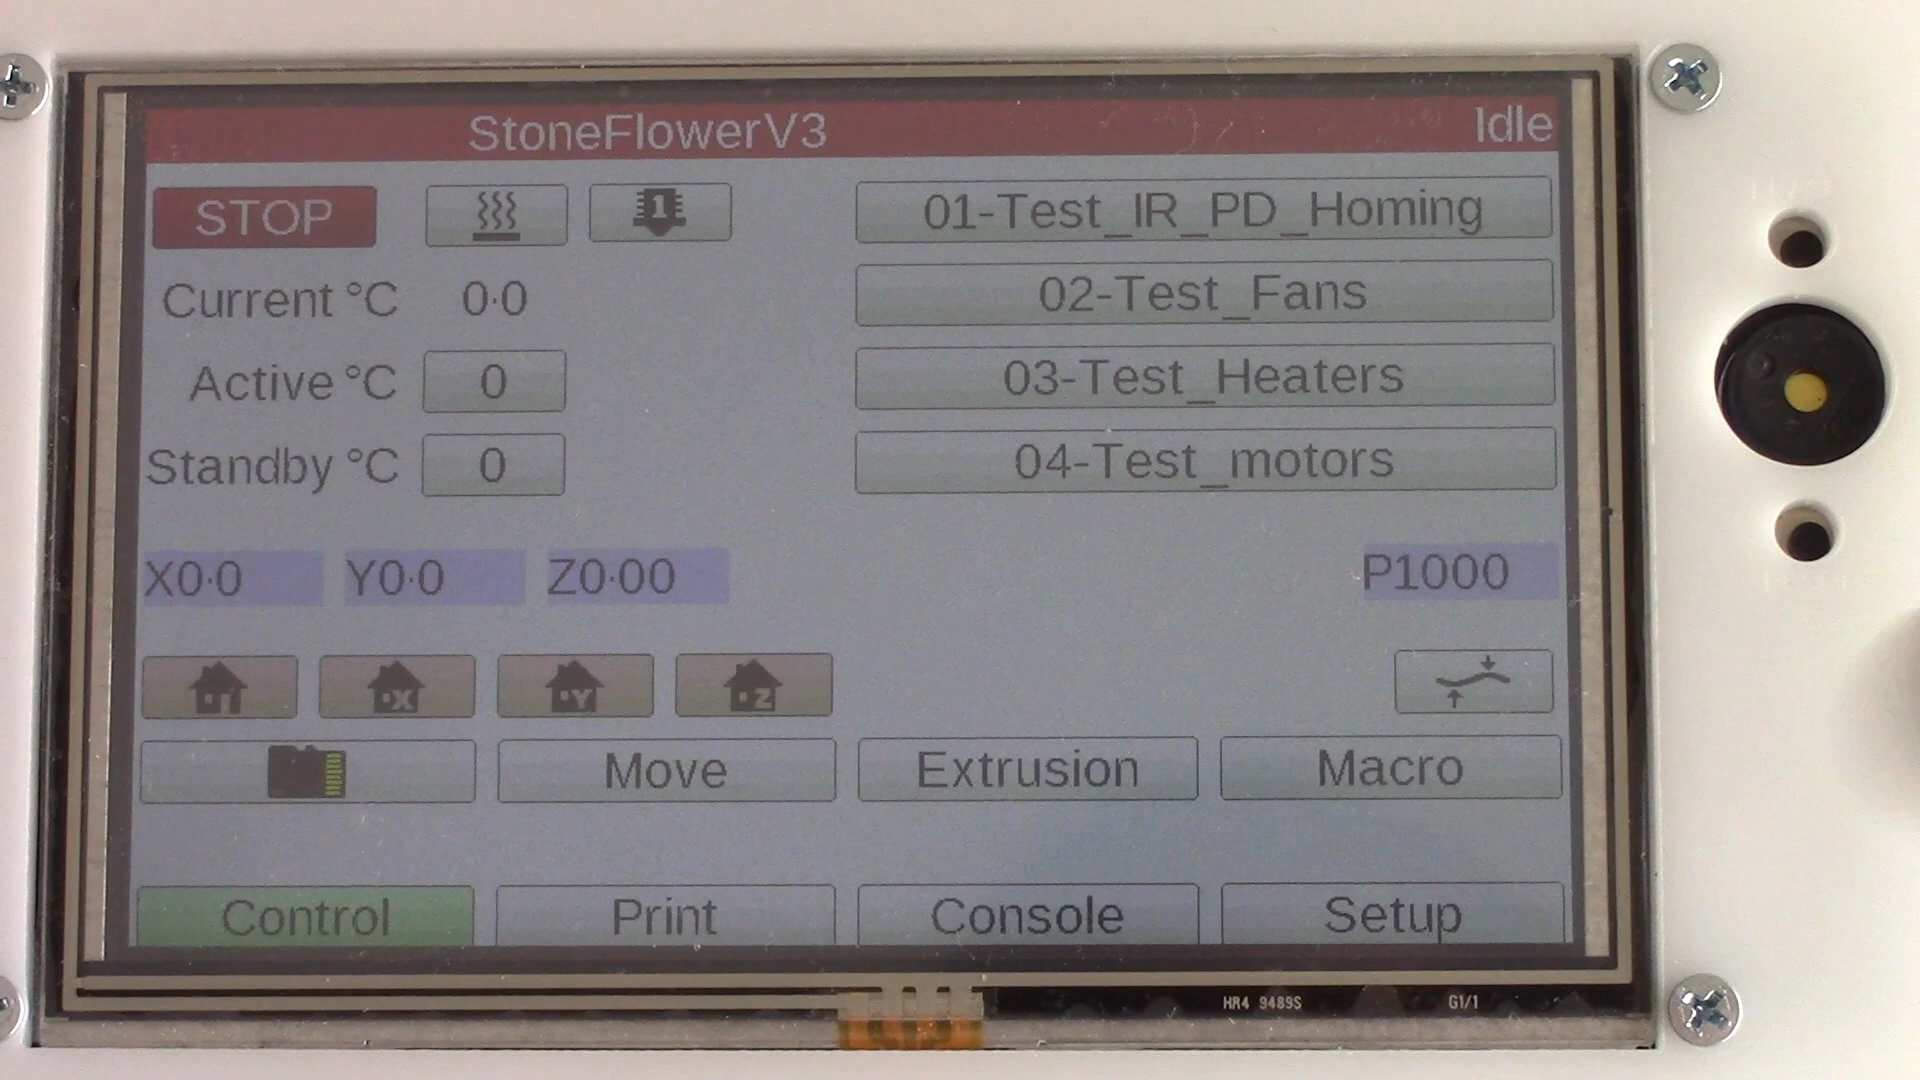 StoneFlowerV3 Idle
STOP 1 01-Test_IR_PD_Homing
Current °C 0.0 02-Test_Fans
Active °C 0 03-Test_Heaters
Standby °C 0 04-Test_motors
X0.0 Y0.0 Z0.00 P1000
X Y Z
Move Extrusion Macro
Control Print Console Setup
HR4 9489S G1/1